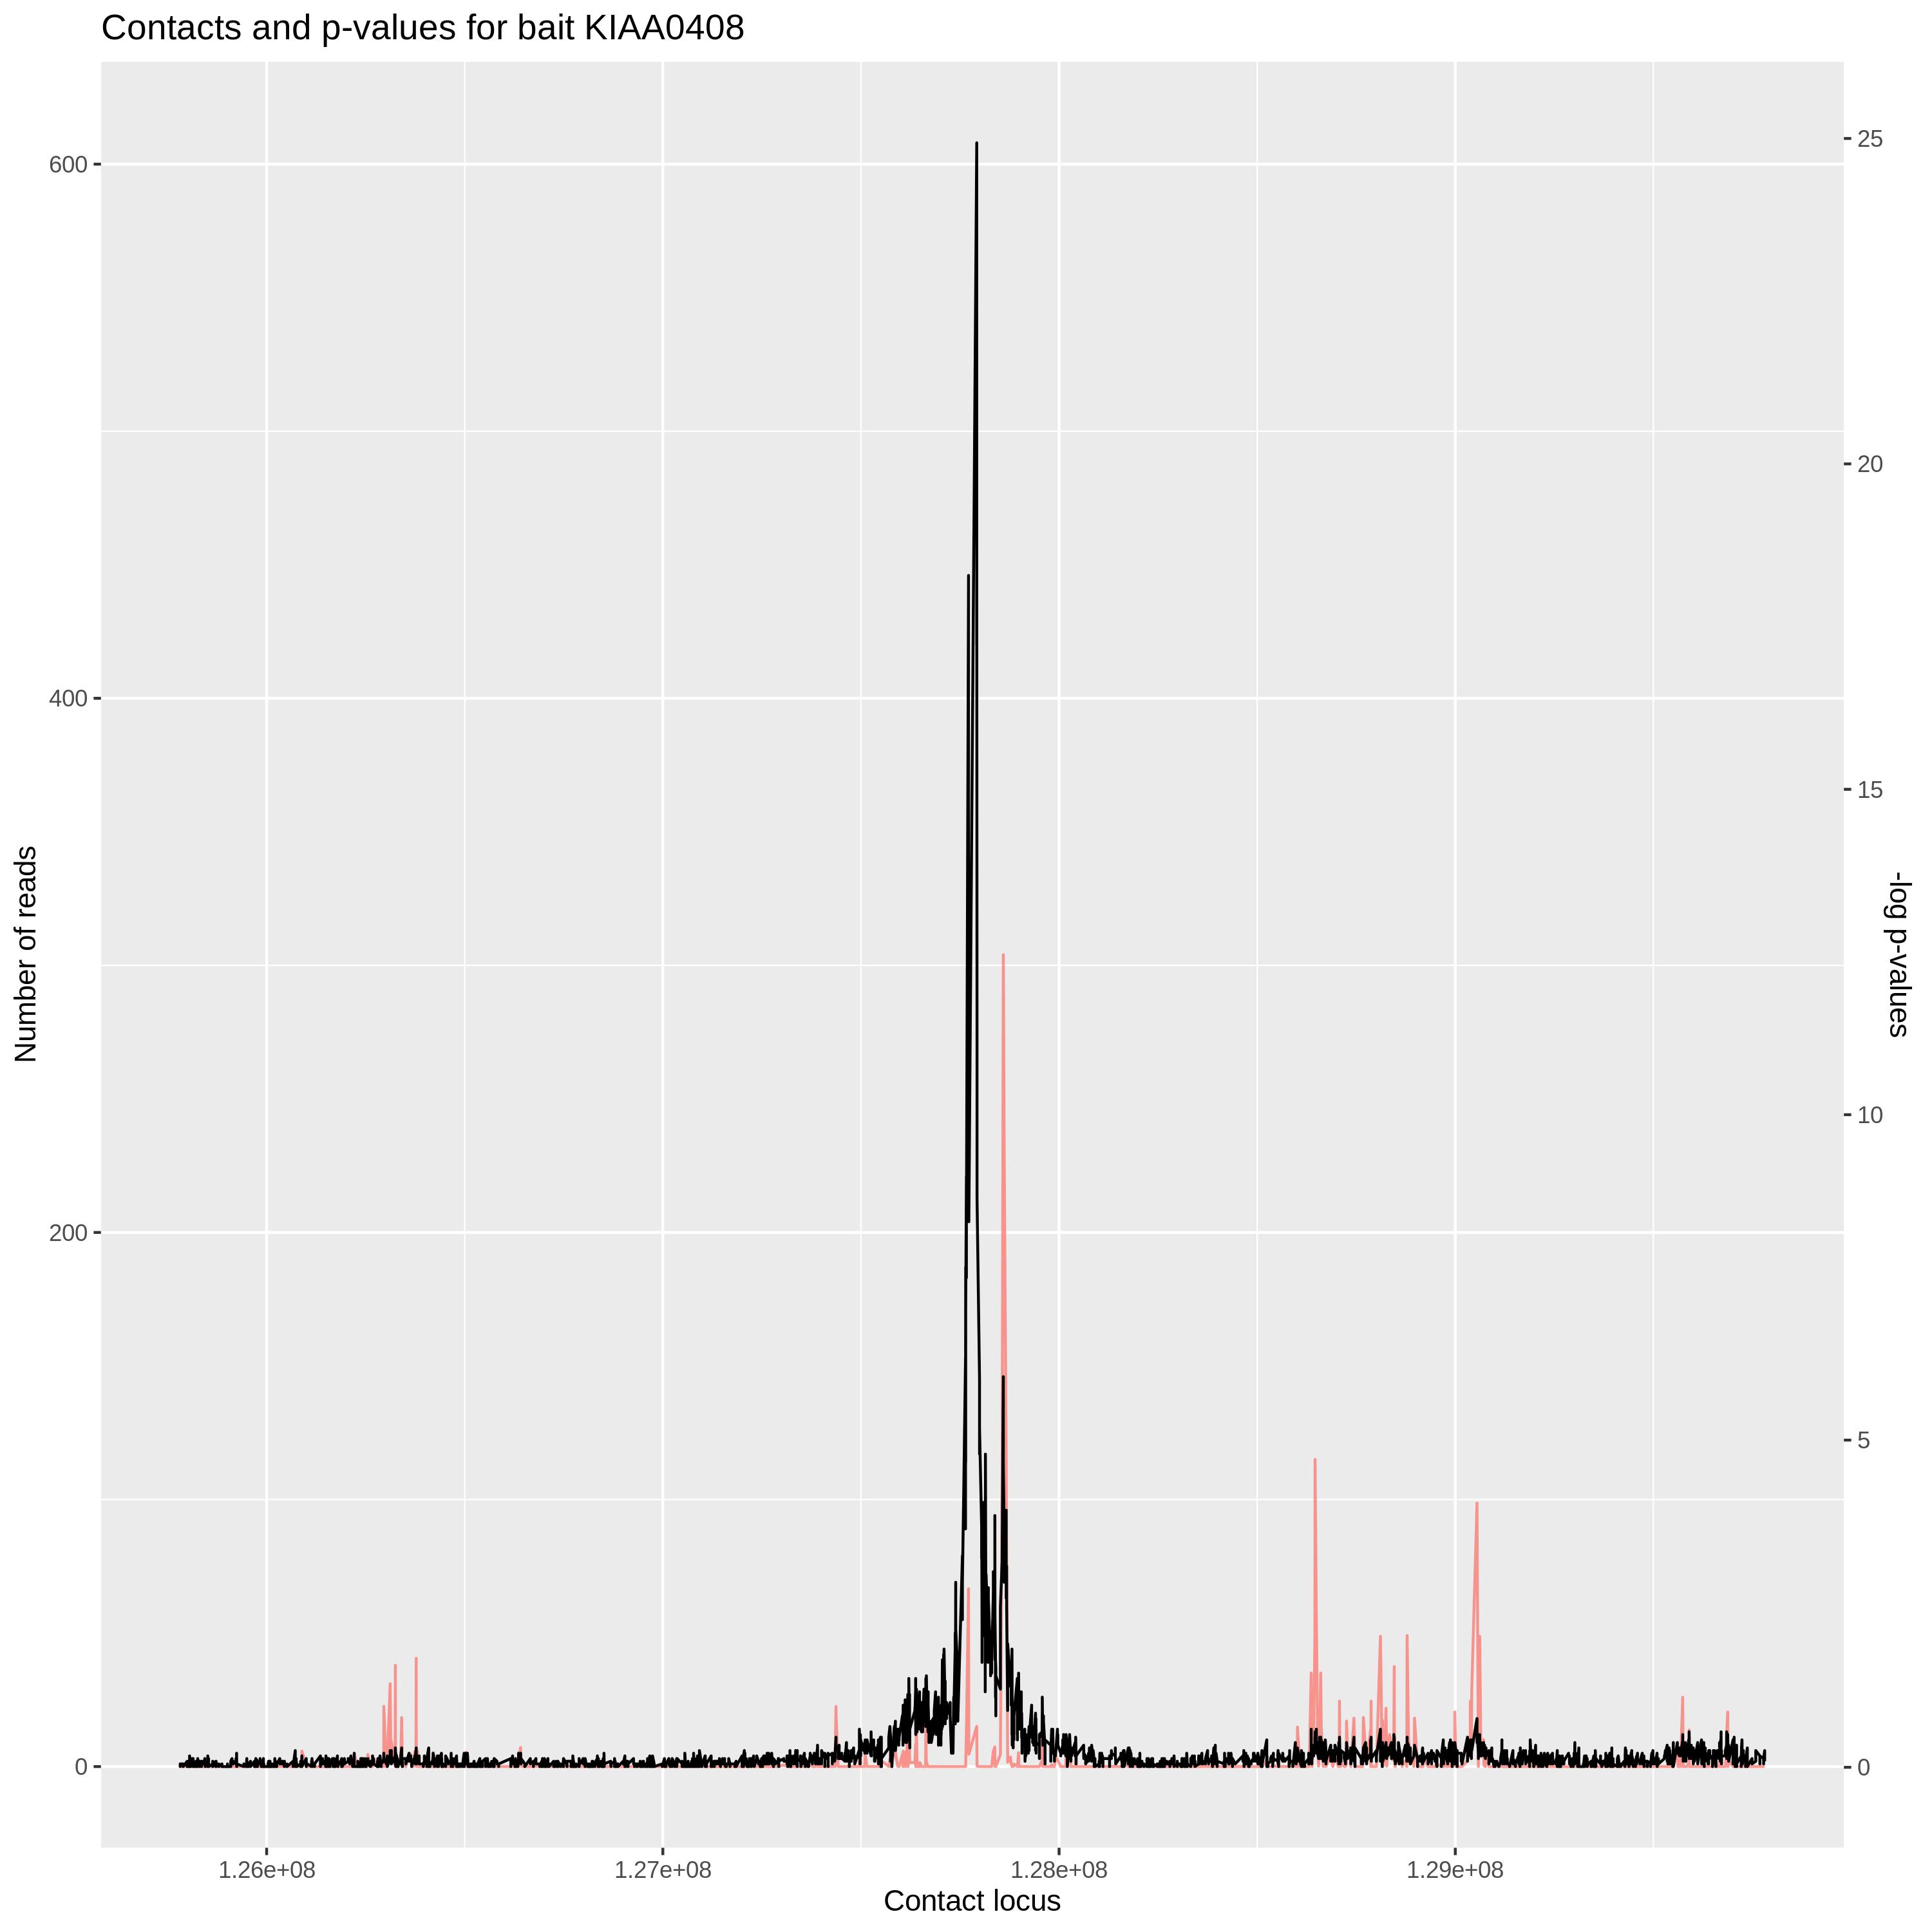 Contacts and p-values for bait KIAA0408
600
400
200
0
Number of reads
25
20
15
10
5
0
-log p-values
1.26e+08
1.27e+08
1.28e+08
1.29e+08
Contact locus